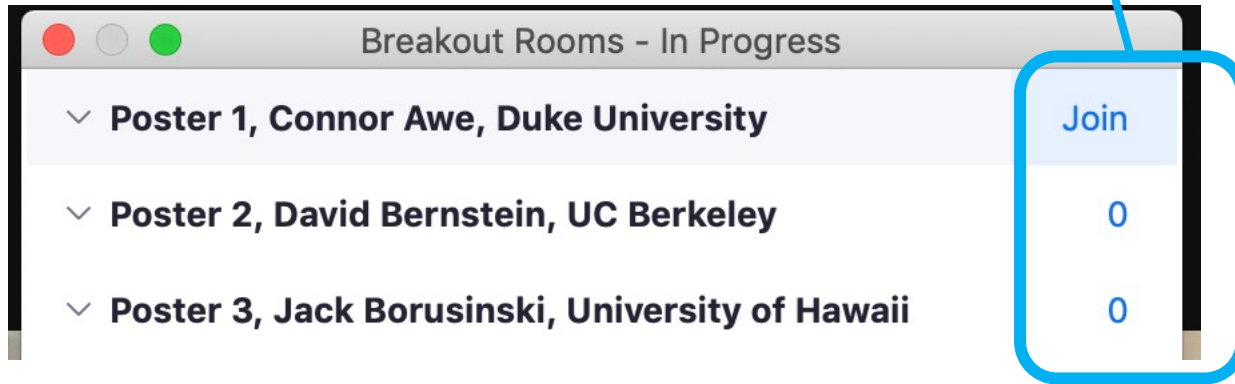 Breakout Rooms - In Progress
Poster 1, Connor Awe, Duke University Join
Poster 2, David Bernstein, UC Berkeley 0
Poster 3, Jack Borusinski, University of Hawaii 0